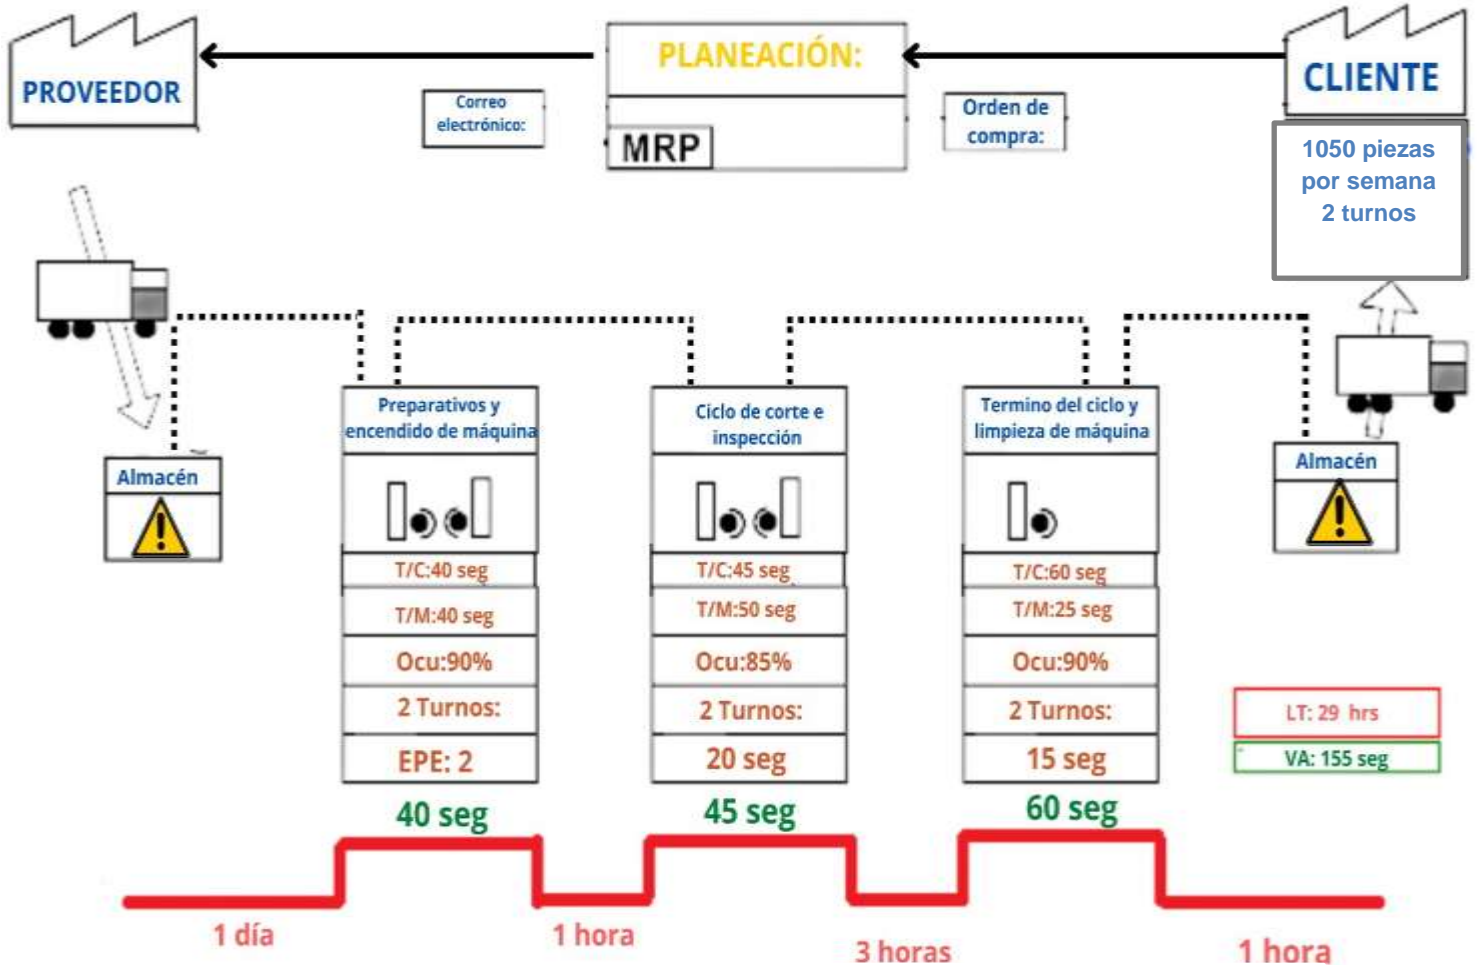 PROVEEDOR
Correo
electrónico:
PLANEACIÓN:
MRP
Orden de
compra:
CLIENTE
1050 piezas
por semana
2 turnos
Almacén
Preparativos y
encendido de máquina
T/C:40 seg
T/M:40 seg
Ocu:90%
2 Turnos:
EPE: 2
40 seg
Ciclo de corte e
inspección
T/C:45 seg
T/M:50 seg
Ocu:85%
2 Turnos:
20 seg
45 seg
Termino del ciclo y
limpieza de máquina
T/C:60 seg
T/M:25 seg
Ocu:90%
2 Turnos:
15 seg
60 seg
Almacén
LT: 29 hrs
VA: 155 seg
1 día
1 hora
3 horas
1 hora